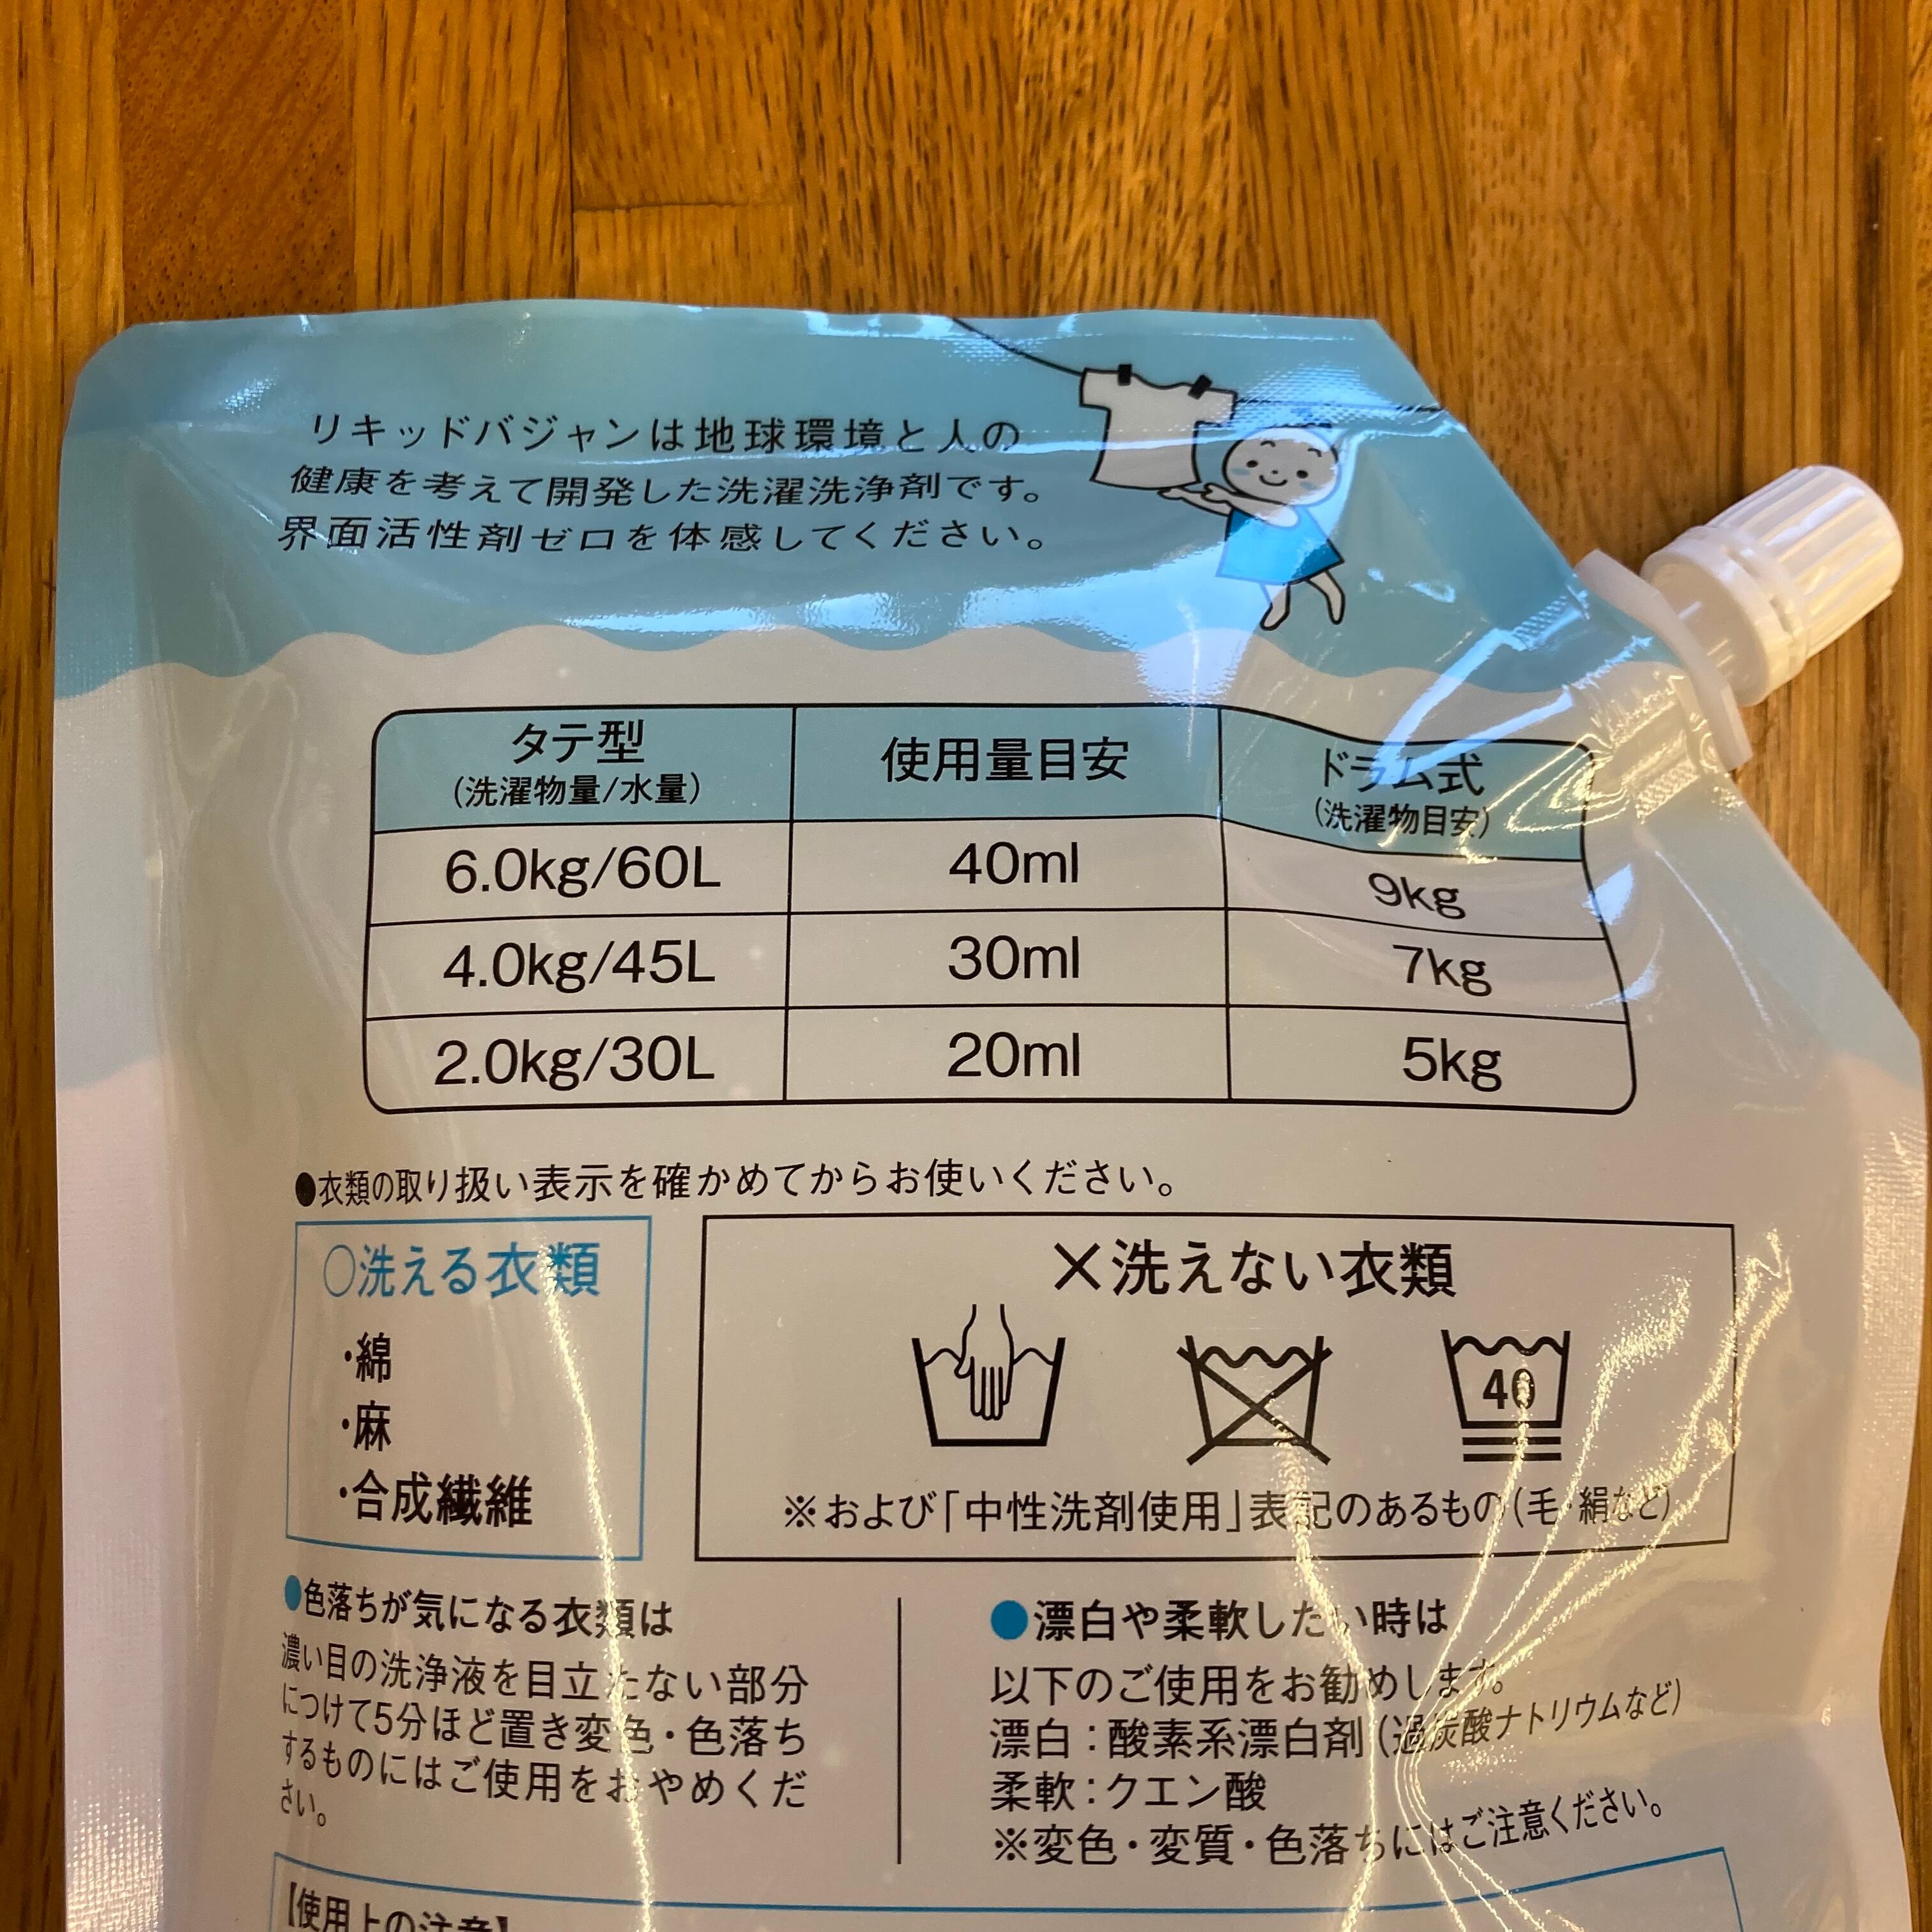 リキッドバジャンは地球環境と人の
健康を考えて開発した洗濯洗浄剤です。
界面活性剤ゼロを体感してください。
タテ型 使用量目安 ドラム式
(洗濯物量/水量) (洗濯物目安)
6.0kg/60L 40ml 9kg
4.0kg/45L 30ml 7kg
2.0kg/30L 20ml 5kg
●衣類の取り扱い表示を確かめてからお使いください。
○洗える衣類
・綿
・麻
・合成繊維
×洗えない衣類
40
※および「中性洗剤使用」表記のあるもの(毛・絹など)
●色落ちが気になる衣類は
濃い目の洗浄液を目立たない部分
につけて5分ほど置き変色・色落ち
するものにはご使用をおやめくだ
さい。
●漂白や柔軟したい時は
以下のご使用をお勧めします。
漂白:酸素系漂白剤(過炭酸ナトリウムなど)
柔軟:クエン酸
※変色・変質・色落ちにはご注意ください。
【使用上の注意】